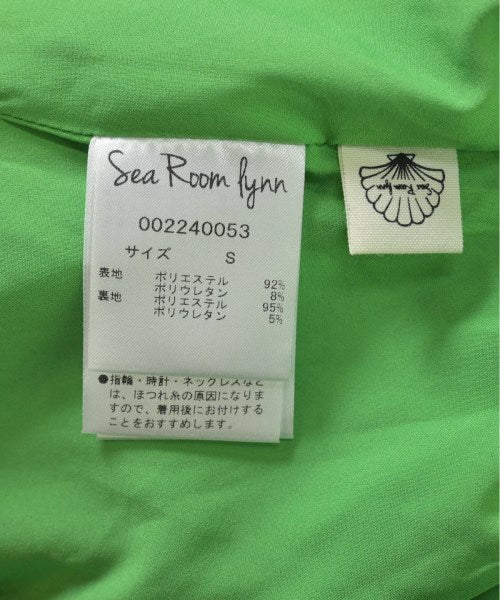 Sea Room lynn
002240053
サイズ S
表地 ポリエステル 92%
ポリウレタン 8%
裏地 ポリエステル 95%
ポリウレタン 5%
●指輪・時計・ネックレスなど
は、ほつれ糸の原因になりま
すので、着用後にお付けする
ことをおすすめします。
Sea Room lynn